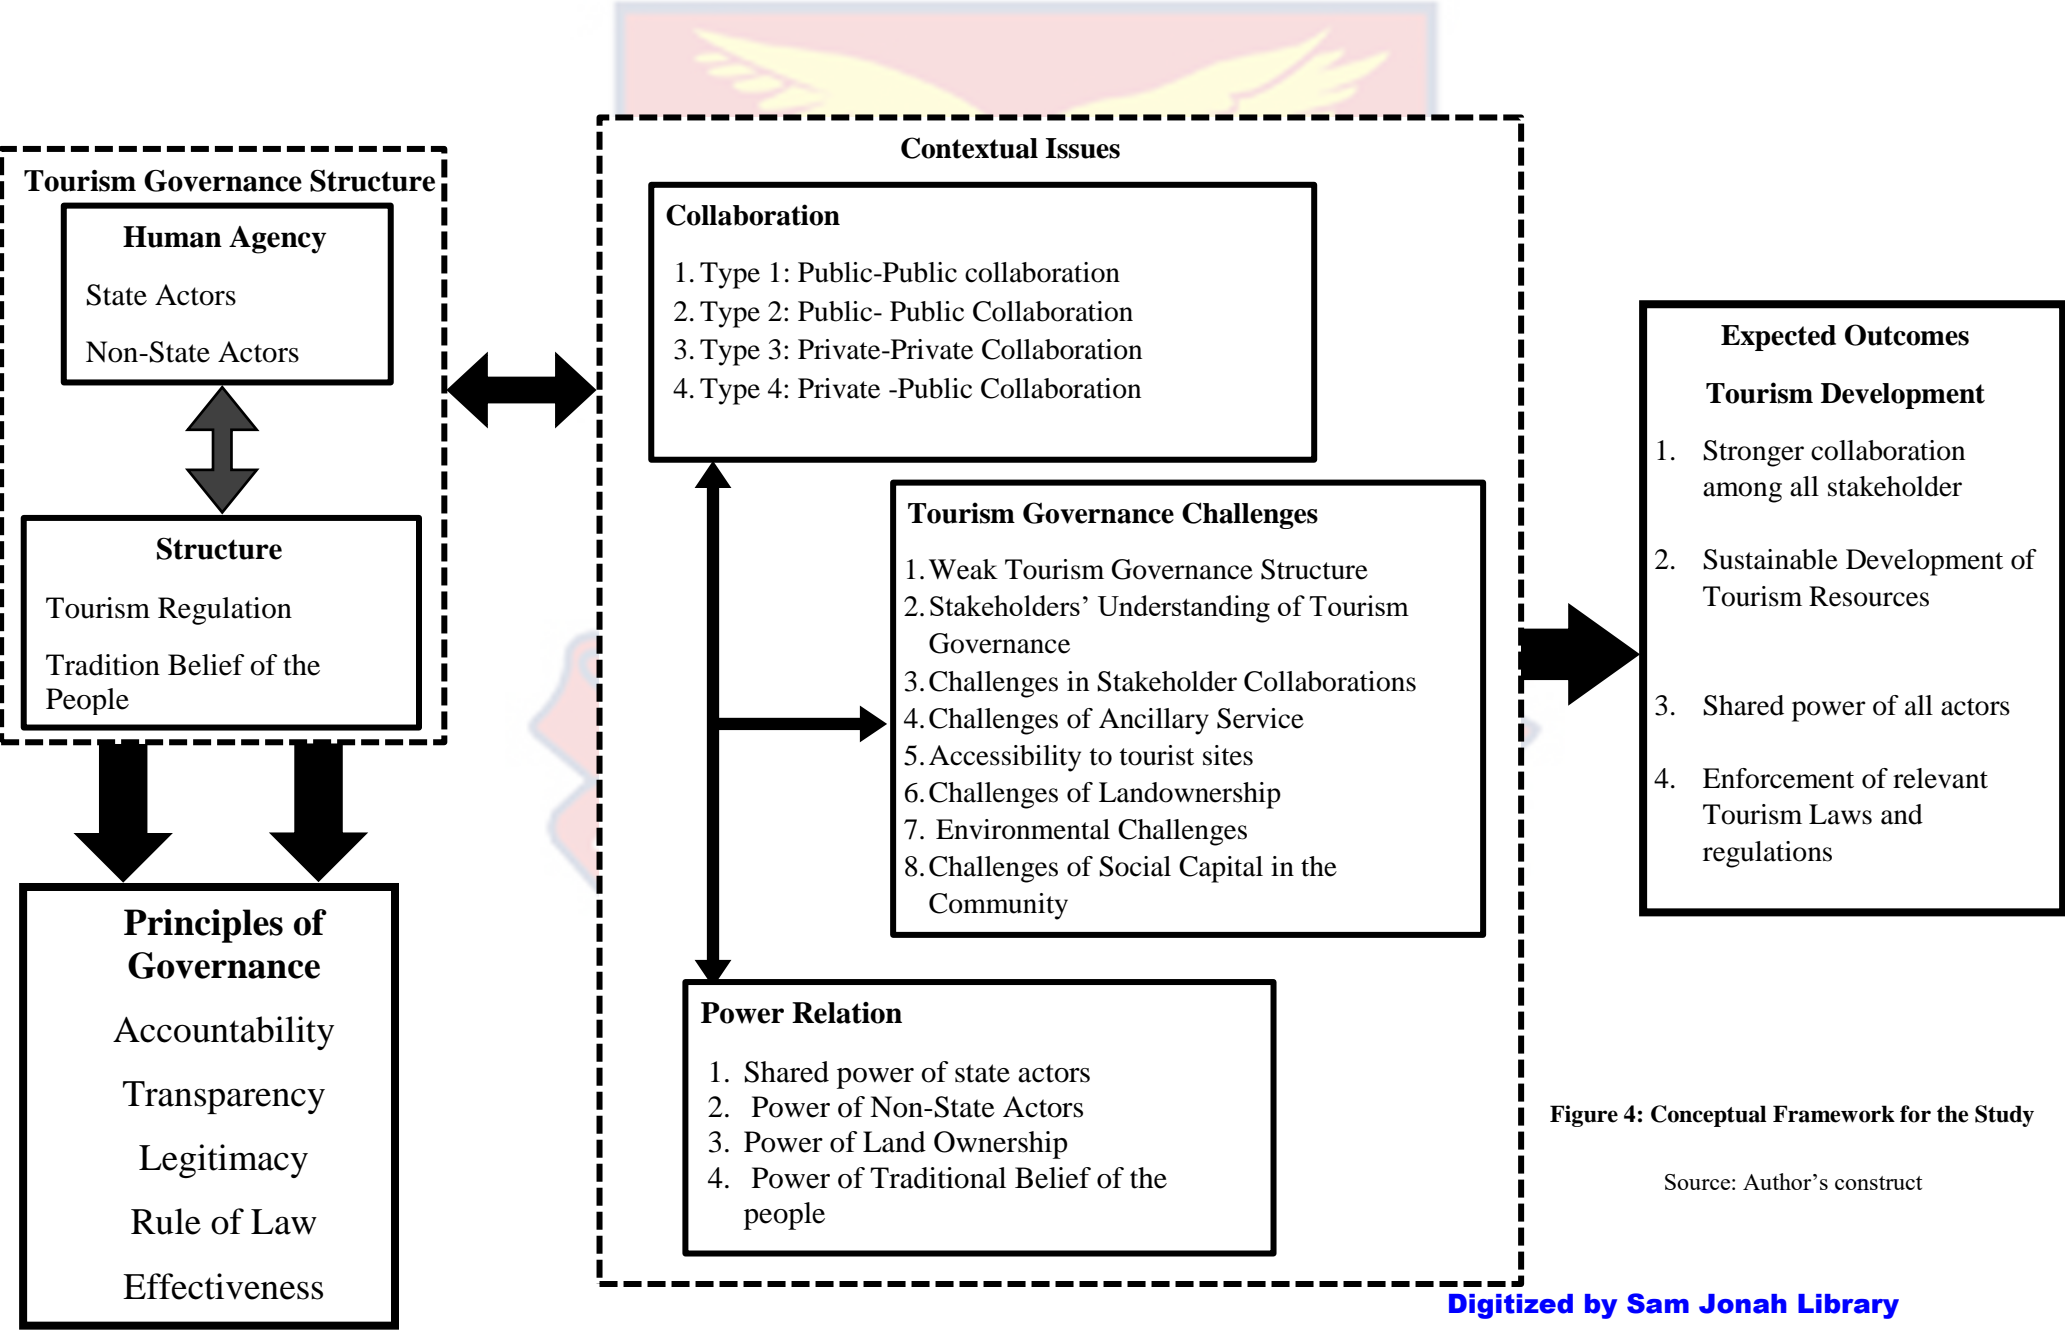 Tourism Governance Structure
Human Agency
State Actors
Non-State Actors
Structure
Tourism Regulation
Tradition Belief of the
People
Principles of
Governance
Accountability
Transparency
Legitimacy
Rule of Law
Effectiveness
Contextual Issues
Collaboration
1. Type 1: Public-Public collaboration
2. Type 2: Public- Public Collaboration
3. Type 3: Private-Private Collaboration
4. Type 4: Private -Public Collaboration
Tourism Governance Challenges
1. Weak Tourism Governance Structure
2. Stakeholders’ Understanding of Tourism
Governance
3. Challenges in Stakeholder Collaborations
4. Challenges of Ancillary Service
5. Accessibility to tourist sites
6. Challenges of Landownership
7. Environmental Challenges
8. Challenges of Social Capital in the
Community
Power Relation
1. Shared power of state actors
2. Power of Non-State Actors
3. Power of Land Ownership
4. Power of Traditional Belief of the
people
Expected Outcomes
Tourism Development
1. Stronger collaboration
among all stakeholder
2. Sustainable Development of
Tourism Resources
3. Shared power of all actors
4. Enforcement of relevant
Tourism Laws and
regulations
Figure 4: Conceptual Framework for the Study
Source: Author’s construct
Digitized by Sam Jonah Library